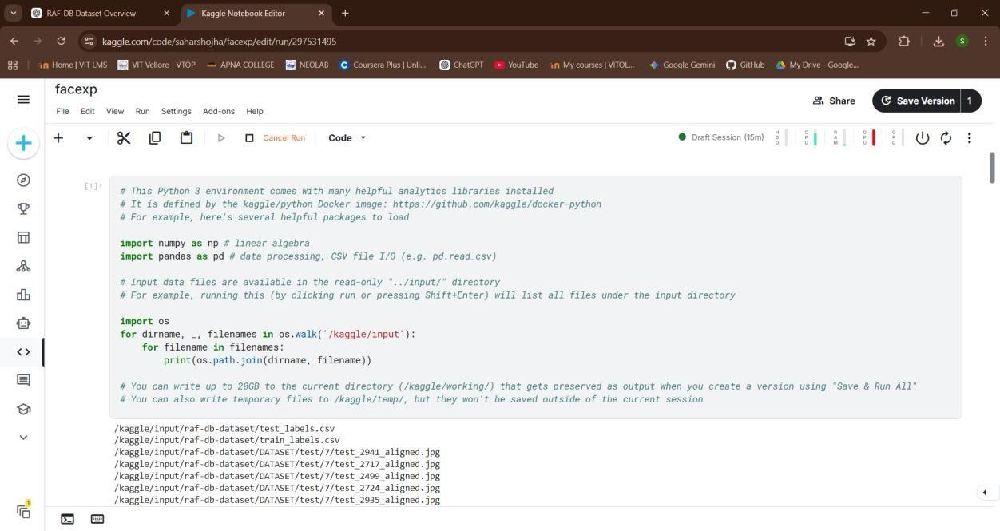 RAF-DB Dataset Overview
Kaggle Notebook Editor
kaggle.com/code/saharshojha/facexp/edit/run/297531495
S
Home | VIT LMS
VIT Vellore - VTOP
APNA COLLEGE
NEOLAB
Coursera Plus | Unli...
ChatGPT
YouTube
My courses | VITOL...
Google Gemini
GitHub
My Drive - Google...
facexp
File Edit View Run Settings Add-ons Help
Share
Save Version 1
Cancel Run
Code
Draft Session (15m)
HDD
CPU
RAM
GPU
GPU
[1]:
# This Python 3 environment comes with many helpful analytics libraries installed
# It is defined by the kaggle/python Docker image: https://github.com/kaggle/docker-python
# For example, here's several helpful packages to load
import numpy as np # linear algebra
import pandas as pd # data processing, CSV file I/O (e.g. pd.read_csv)
# Input data files are available in the read-only "../input/" directory
# For example, running this (by clicking run or pressing Shift+Enter) will list all files under the input directory
import os
for dirname, _, filenames in os.walk('/kaggle/input'):
    for filename in filenames:
        print(os.path.join(dirname, filename))
# You can write up to 20GB to the current directory (/kaggle/working/) that gets preserved as output when you create a version using "Save & Run All"
# You can also write temporary files to /kaggle/temp/, but they won't be saved outside of the current session
/kaggle/input/raf-db-dataset/test_labels.csv
/kaggle/input/raf-db-dataset/train_labels.csv
/kaggle/input/raf-db-dataset/DATASET/test/7/test_2941_aligned.jpg
/kaggle/input/raf-db-dataset/DATASET/test/7/test_2717_aligned.jpg
/kaggle/input/raf-db-dataset/DATASET/test/7/test_2499_aligned.jpg
/kaggle/input/raf-db-dataset/DATASET/test/7/test_2724_aligned.jpg
/kaggle/input/raf-db-dataset/DATASET/test/7/test_2935_aligned.jpg
1